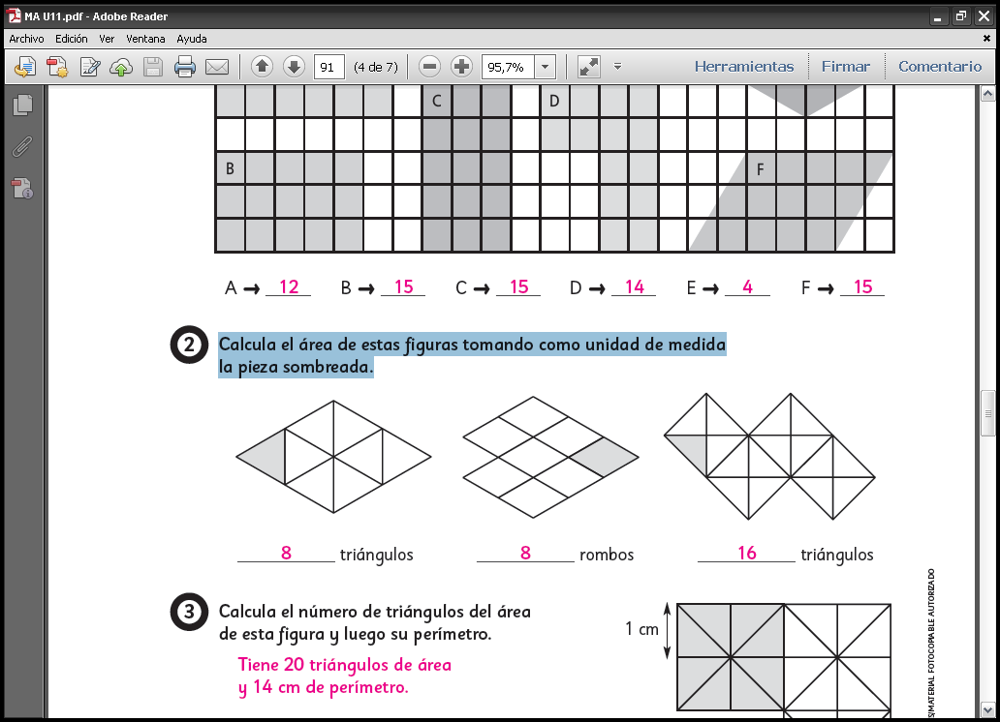 MA U11.pdf - Adobe Reader
Archivo Edición Ver Ventana Ayuda
91 (4 de 7) 95,7% Herramientas Firmar Comentario
C D
B F
A → 12 B → 15 C → 15 D → 14 E → 4 F → 15
2 Calcula el área de estas figuras tomando como unidad de medida
la pieza sombreada.
8 triángulos 8 rombos 16 triángulos
3 Calcula el número de triángulos del área
de esta figura y luego su perímetro.
1 cm
Tiene 20 triángulos de área
y 14 cm de perímetro.
S/MATERIAL FOTOCOPIABLE AUTORIZADO